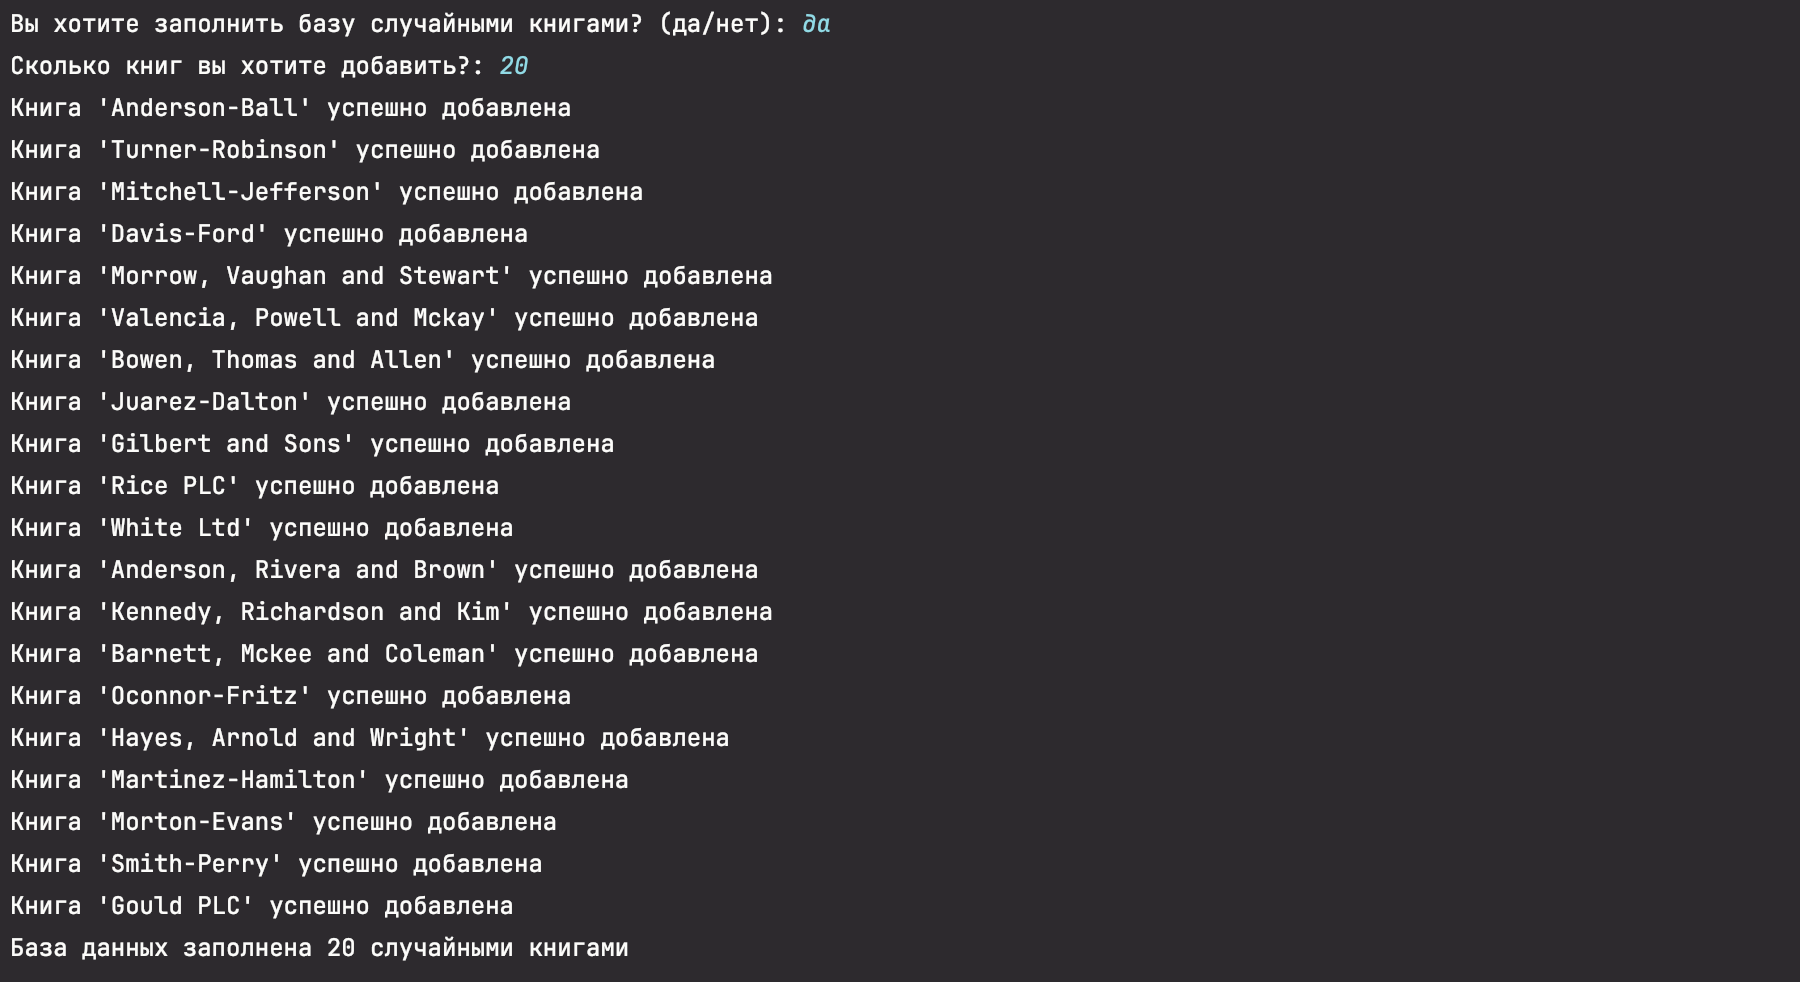 Вы хотите заполнить базу случайными книгами? (да/нет): да
Сколько книг вы хотите добавить?: 20
Книга 'Anderson-Ball' успешно добавлена
Книга 'Turner-Robinson' успешно добавлена
Книга 'Mitchell-Jefferson' успешно добавлена
Книга 'Davis-Ford' успешно добавлена
Книга 'Morrow, Vaughan and Stewart' успешно добавлена
Книга 'Valencia, Powell and Mckay' успешно добавлена
Книга 'Bowen, Thomas and Allen' успешно добавлена
Книга 'Juarez-Dalton' успешно добавлена
Книга 'Gilbert and Sons' успешно добавлена
Книга 'Rice PLC' успешно добавлена
Книга 'White Ltd' успешно добавлена
Книга 'Anderson, Rivera and Brown' успешно добавлена
Книга 'Kennedy, Richardson and Kim' успешно добавлена
Книга 'Barnett, Mckee and Coleman' успешно добавлена
Книга 'Oconnor-Fritz' успешно добавлена
Книга 'Hayes, Arnold and Wright' успешно добавлена
Книга 'Martinez-Hamilton' успешно добавлена
Книга 'Morton-Evans' успешно добавлена
Книга 'Smith-Perry' успешно добавлена
Книга 'Gould PLC' успешно добавлена
База данных заполнена 20 случайными книгами